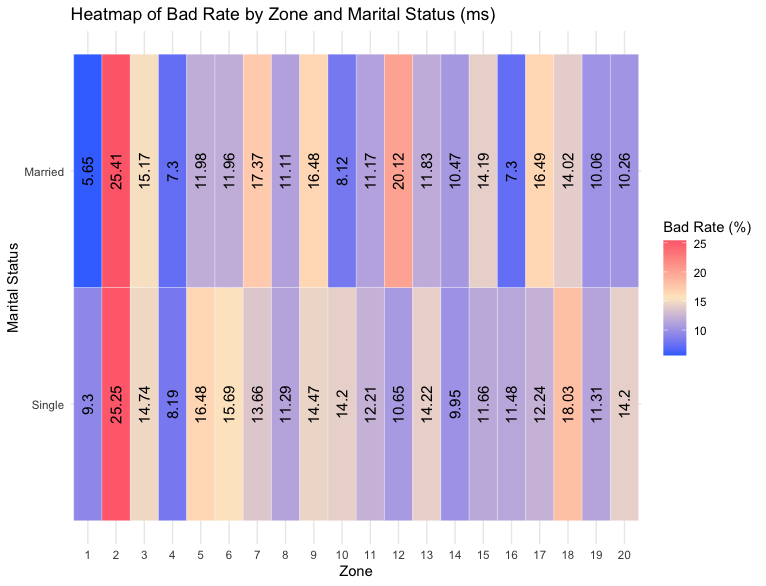 Heatmap of Bad Rate by Zone and Marital Status (ms)
Marital Status
Married
5.65 25.41 15.17 7.3 11.98 11.96 17.37 11.11 16.48 8.12 11.17 20.12 11.83 10.47 14.19 7.3 16.49 14.02 10.06 10.26
Single
9.3 25.25 14.74 8.19 16.48 15.69 13.66 11.29 14.47 14.2 12.21 10.65 14.22 9.95 11.66 11.48 12.24 18.03 11.31 14.2
1 2 3 4 5 6 7 8 9 10 11 12 13 14 15 16 17 18 19 20
Zone
Bad Rate (%)
25
20
15
10